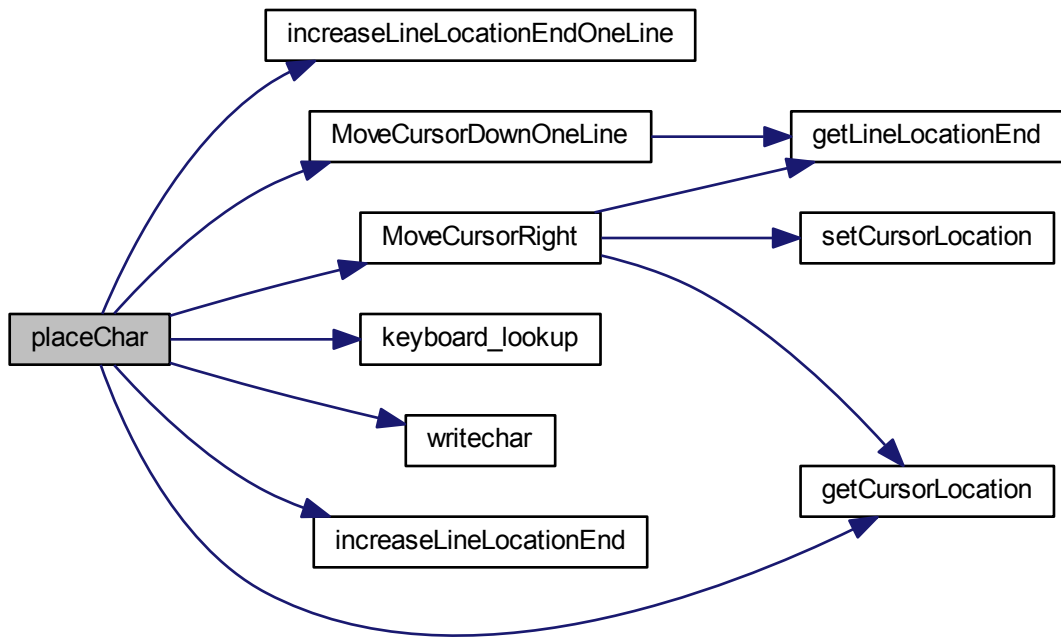 increaseLineLocationEndOneLine
MoveCursorDownOneLine
getLineLocationEnd
MoveCursorRight
setCursorLocation
placeChar
keyboard_lookup
writechar
getCursorLocation
increaseLineLocationEnd